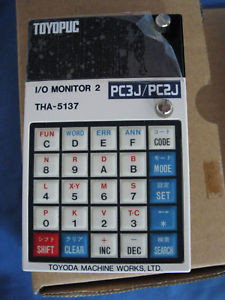 TOYOPUC
I/O MONITOR 2
THA-5137
PC3J/PC2J
FUN WORD ERR ANN コード
C D E F CODE
N R B S モード
8 9 A B MODE
L X·Y M S 設定
4 5 6 7 SET
P K V T·C
0 1 2 3 *
シフト クリア + - 検索
SHIFT CLEAR INC DEC SEARCH
TOYODA MACHINE WORKS, LTD.